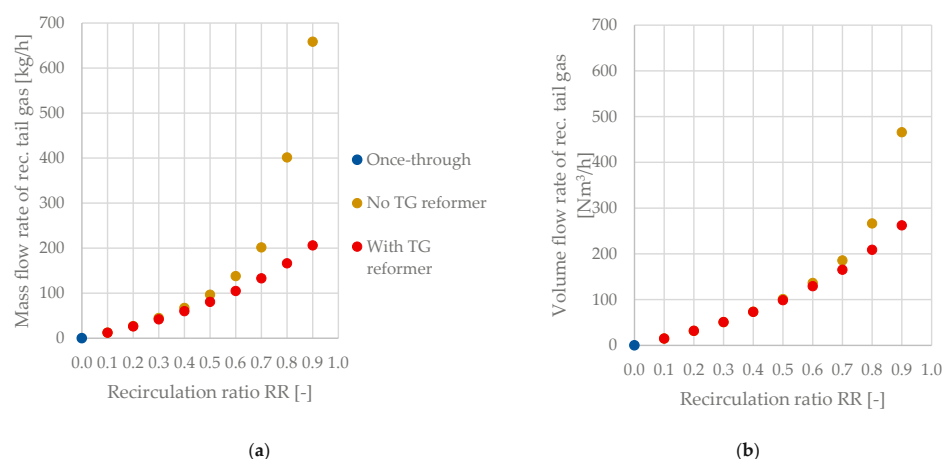 Mass flow rate of rec. tail gas [kg/h]
700
600
500
400
300
200
100
0
0.0 0.1 0.2 0.3 0.4 0.5 0.6 0.7 0.8 0.9 1.0
Recirculation ratio RR [-]
Once-through
No TG reformer
With TG
reformer
(a)
Volume flow rate of rec. tail gas
[Nm³/h]
700
600
500
400
300
200
100
0
0.0 0.1 0.2 0.3 0.4 0.5 0.6 0.7 0.8 0.9 1.0
Recirculation ratio RR [-]
(b)